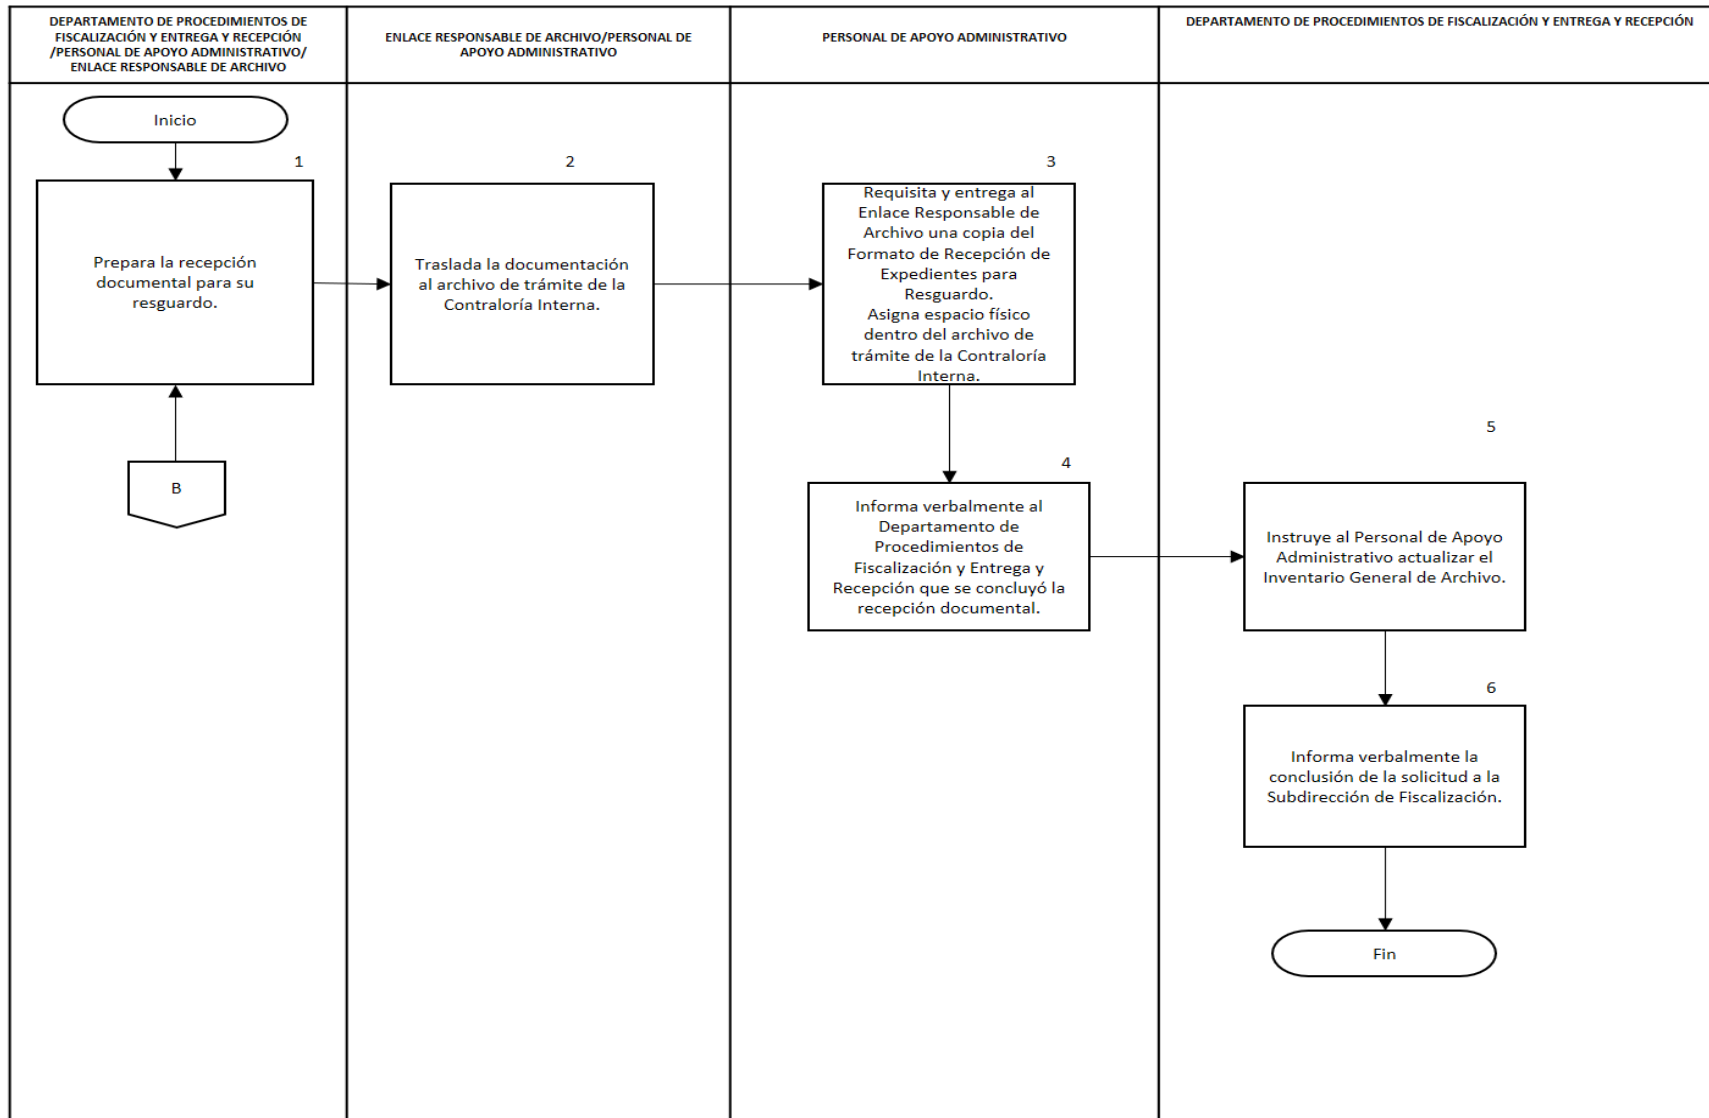 DEPARTAMENTO DE PROCEDIMIENTOS DE
FISCALIZACIÓN Y ENTREGA Y RECEPCIÓN
/PERSONAL DE APOYO ADMINISTRATIVO/
ENLACE RESPONSABLE DE ARCHIVO
ENLACE RESPONSABLE DE ARCHIVO/PERSONAL DE
APOYO ADMINISTRATIVO
PERSONAL DE APOYO ADMINISTRATIVO
DEPARTAMENTO DE PROCEDIMIENTOS DE FISCALIZACIÓN Y ENTREGA Y RECEPCIÓN
Inicio
1
Prepara la recepción
documental para su
resguardo.
B
2
Traslada la documentación
al archivo de trámite de la
Contraloría Interna.
3
Requisita y entrega al
Enlace Responsable de
Archivo una copia del
Formato de Recepción de
Expedientes para
Resguardo.
Asigna espacio físico
dentro del archivo de
trámite de la Contraloría
Interna.
4
Informa verbalmente al
Departamento de
Procedimientos de
Fiscalización y Entrega y
Recepción que se concluyó la
recepción documental.
5
Instruye al Personal de Apoyo
Administrativo actualizar el
Inventario General de Archivo.
6
Informa verbalmente la
conclusión de la solicitud a la
Subdirección de Fiscalización.
Fin